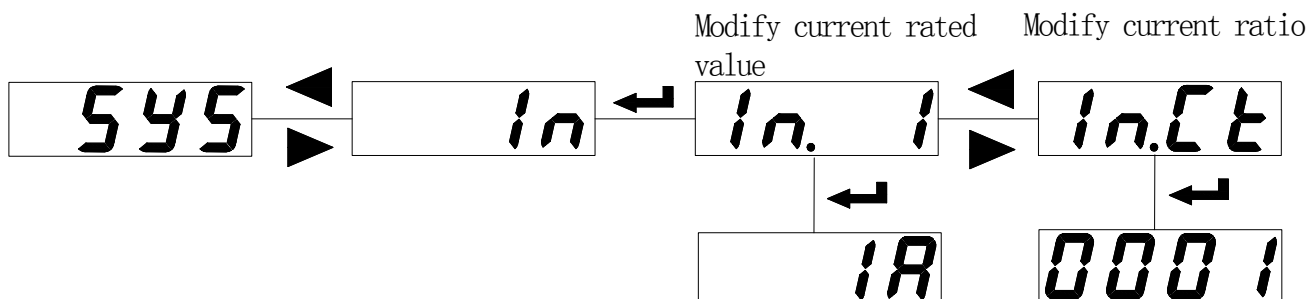 Modify current rated value
Modify current ratio
SYS
In
In. 1
In.Ct
1A
0001